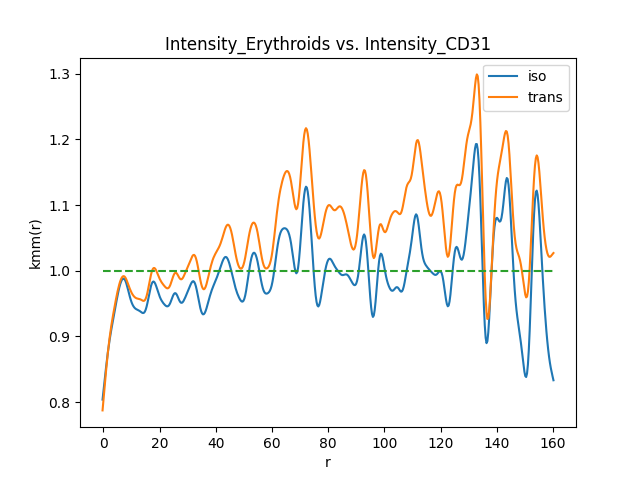 Intensity_Erythroids vs. Intensity_CD31
iso
trans
kmm(r)
1.3
1.2
1.1
1.0
0.9
0.8
0 20 40 60 80 100 120 140 160
r